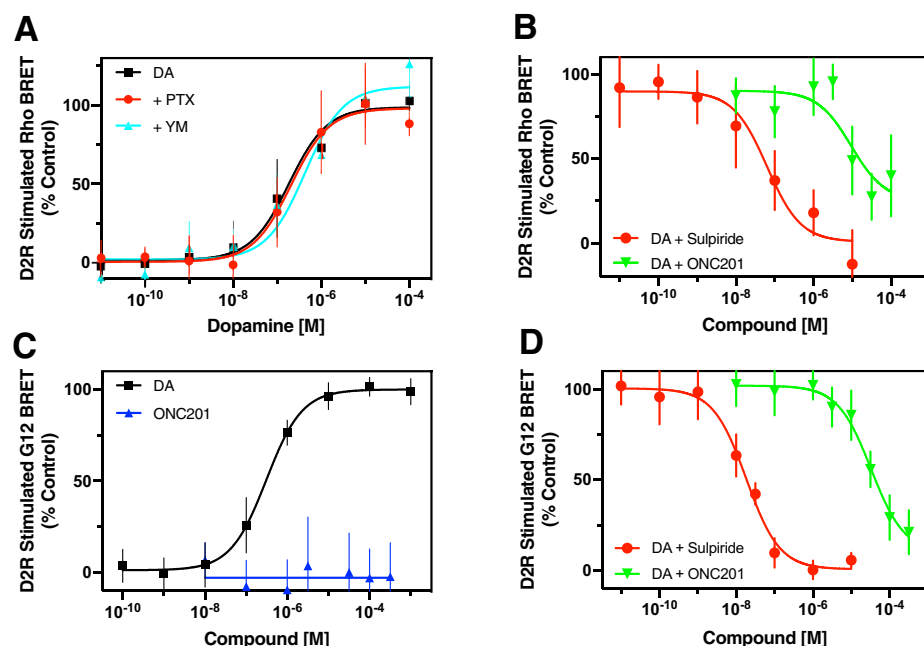 A
D2R Stimulated Rho BRET
(% Control)
100
50
0
DA
+ PTX
+ YM
10-10
10-8
10-6
10-4
Dopamine [M]
B
D2R Stimulated Rho BRET
(% Control)
100
50
0
DA + Sulpiride
DA + ONC201
10-10
10-8
10-6
10-4
Compound [M]
C
D2R Stimulated G12 BRET
(% Control)
100
50
0
DA
ONC201
10-10
10-8
10-6
10-4
Compound [M]
D
D2R Stimulated G12 BRET
(% Control)
100
50
0
DA + Sulpiride
DA + ONC201
10-10
10-8
10-6
10-4
Compound [M]